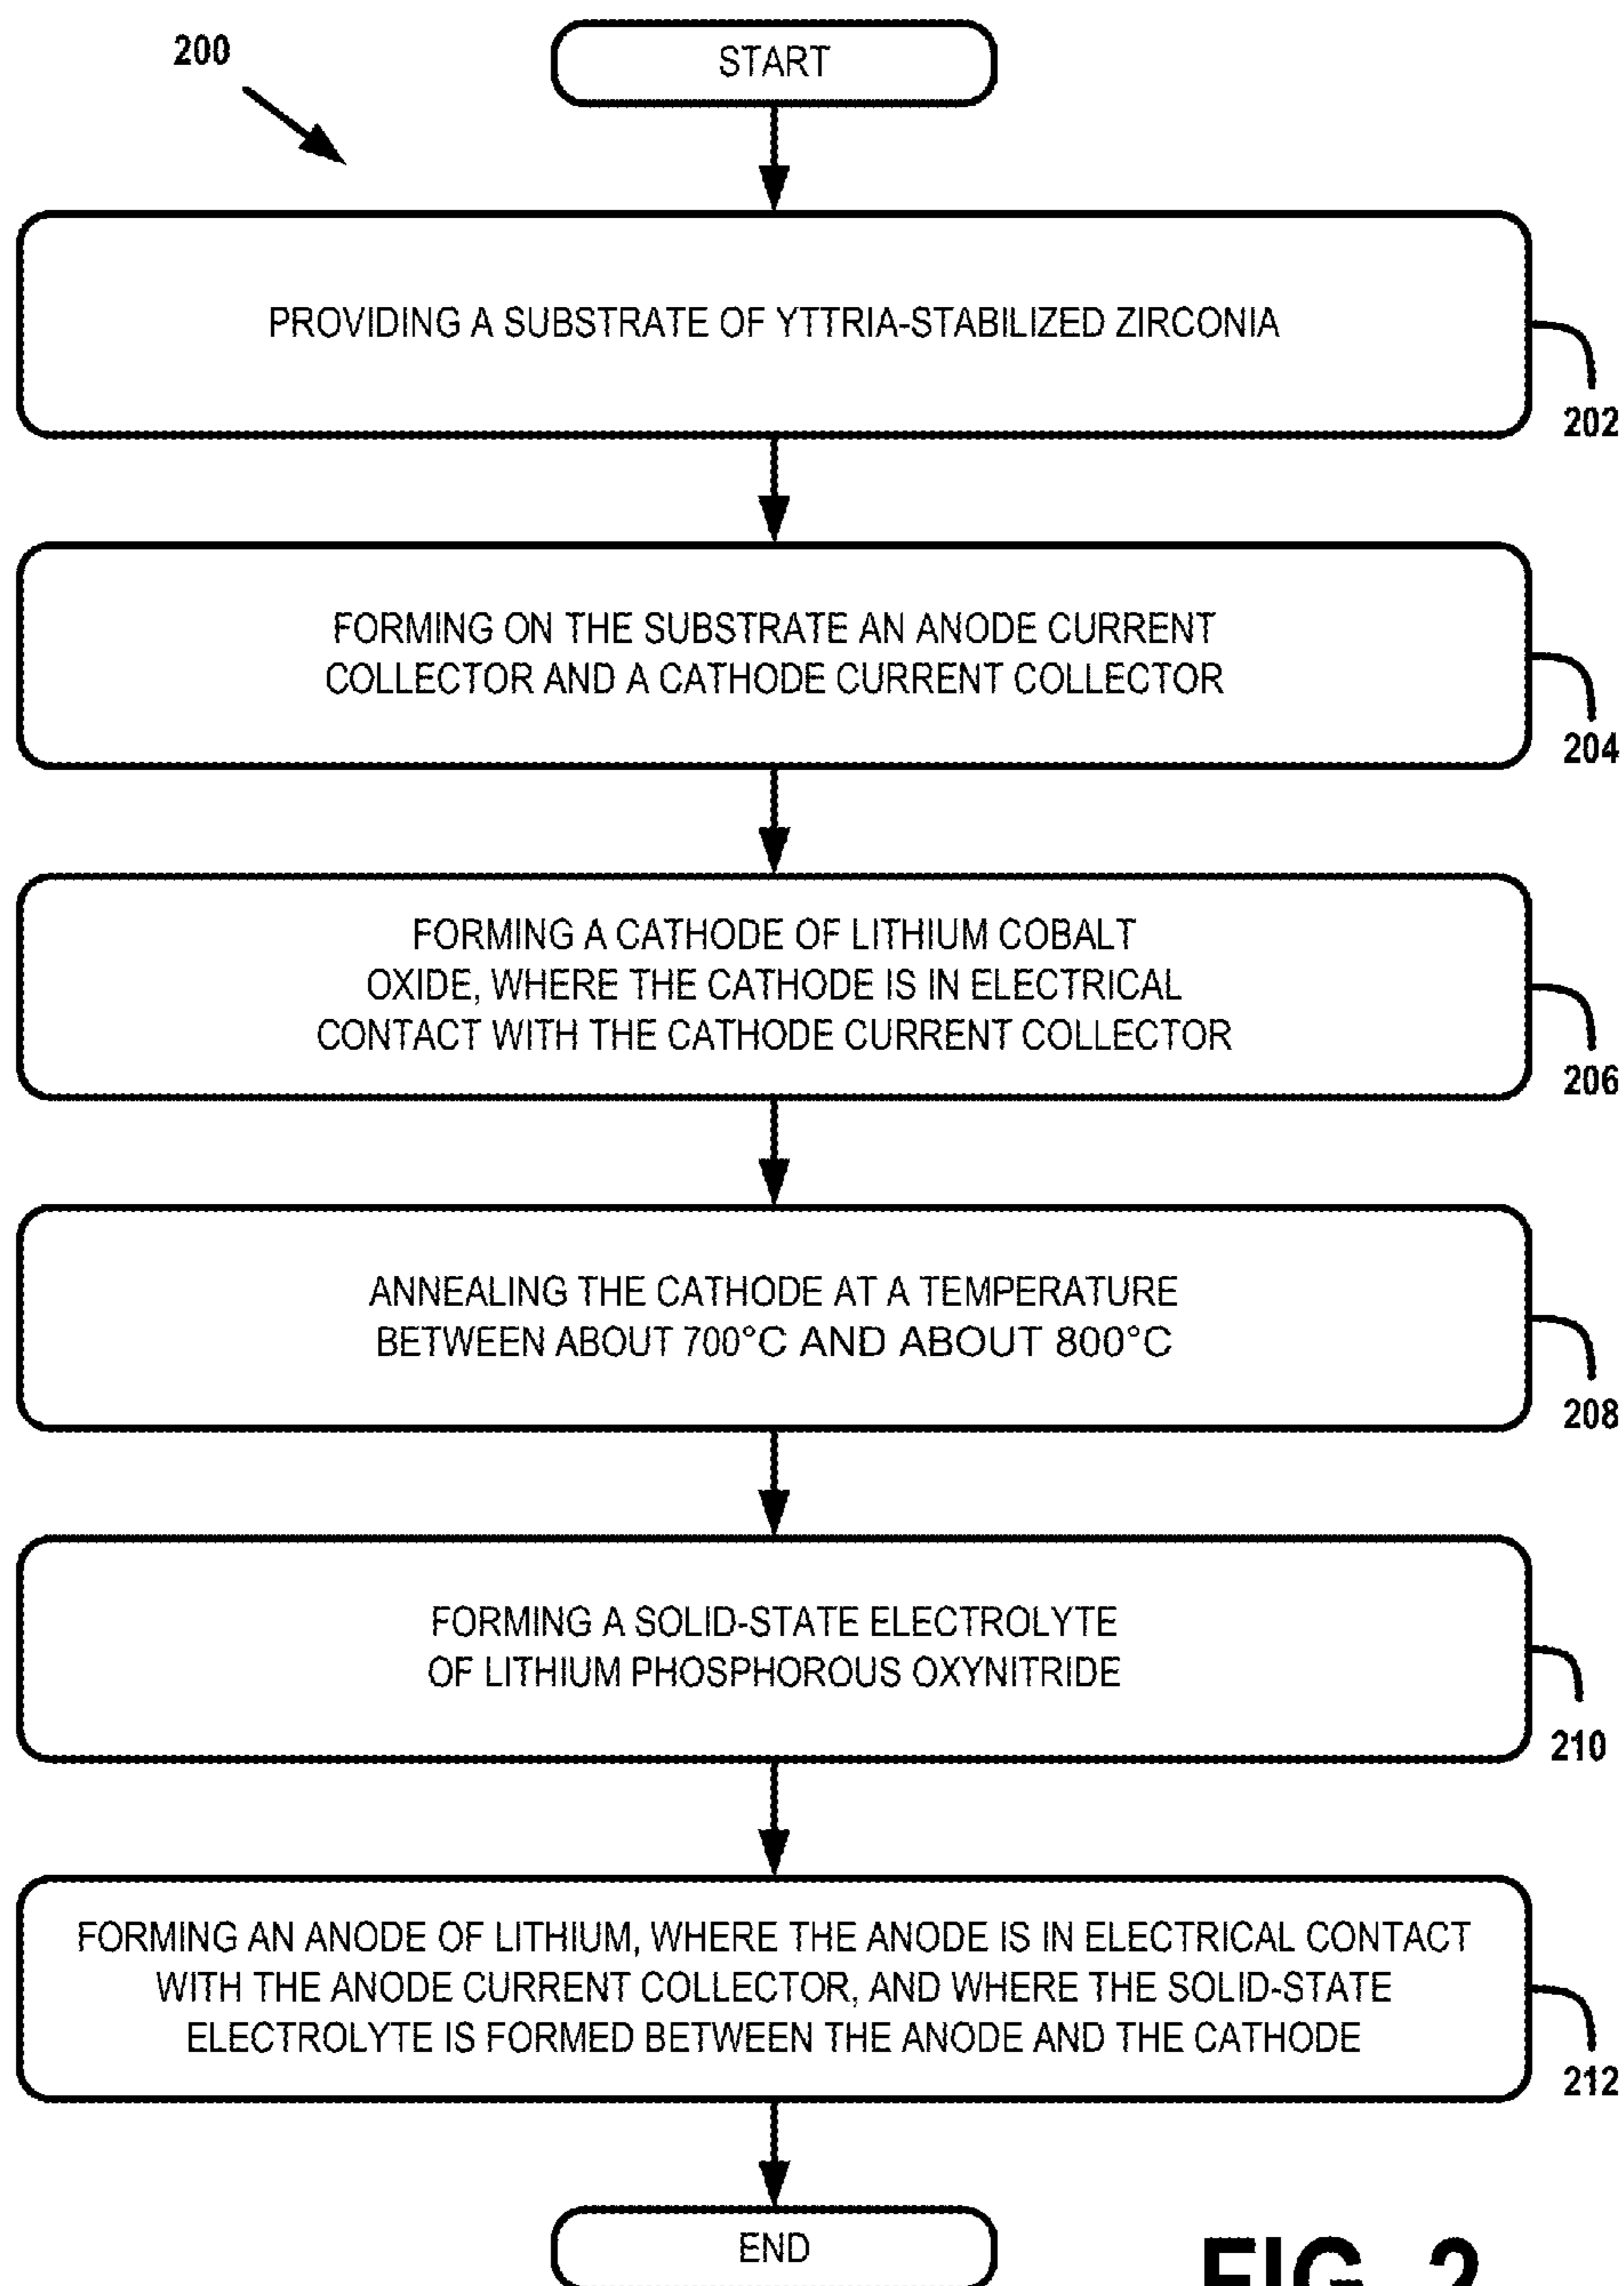 200
START
PROVIDING A SUBSTRATE OF YTTRIA-STABILIZED ZIRCONIA
202
FORMING ON THE SUBSTRATE AN ANODE CURRENT
COLLECTOR AND A CATHODE CURRENT COLLECTOR
204
FORMING A CATHODE OF LITHIUM COBALT
OXIDE, WHERE THE CATHODE IS IN ELECTRICAL
CONTACT WITH THE CATHODE CURRENT COLLECTOR
206
ANNEALING THE CATHODE AT A TEMPERATURE
BETWEEN ABOUT 700°C AND ABOUT 800°C
208
FORMING A SOLID-STATE ELECTROLYTE
OF LITHIUM PHOSPHOROUS OXYNITRIDE
210
FORMING AN ANODE OF LITHIUM, WHERE THE ANODE IS IN ELECTRICAL CONTACT
WITH THE ANODE CURRENT COLLECTOR, AND WHERE THE SOLID-STATE
ELECTROLYTE IS FORMED BETWEEN THE ANODE AND THE CATHODE
212
END
FIG. 2